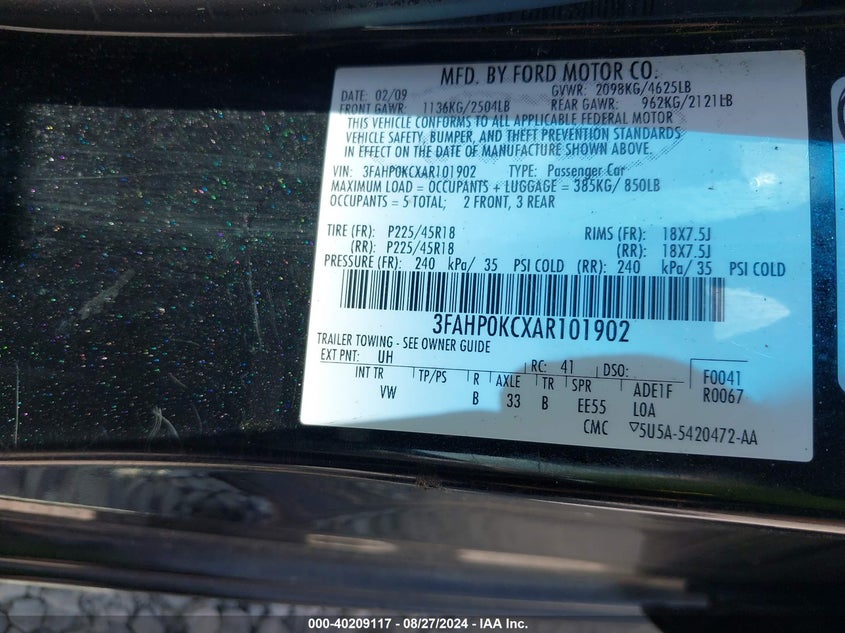 MFD. BY FORD MOTOR CO.
DATE: 02/09 GVWR: 2098KG/4625LB
FRONT GAWR: 1136KG/2504LB REAR GAWR: 962KG/2121LB
THIS VEHICLE CONFORMS TO ALL APPLICABLE FEDERAL MOTOR
VEHICLE SAFETY, BUMPER, AND THEFT PREVENTION STANDARDS
IN EFFECT ON THE DATE OF MANUFACTURE SHOWN ABOVE.
VIN: 3FAHP0KCXAR101902 TYPE: Passenger Car
MAXIMUM LOAD = OCCUPANTS + LUGGAGE = 385KG/ 850LB
OCCUPANTS = 5 TOTAL; 2 FRONT, 3 REAR
TIRE (FR): P225/45R18 RIMS (FR): 18X7.5J
(RR): P225/45R18 (RR): 18X7.5J
PRESSURE (FR): 240 kPa/ 35 PSI COLD (RR): 240 kPa/ 35 PSI COLD
3FAHP0KCXAR101902
TRAILER TOWING - SEE OWNER GUIDE
EXT PNT: UH RC: 41 DSO: F0041
INT TR TP/PS R AXLE TR SPR ADE1F R0067
VW B 33 B EE55 LOA
CMC ▽5U5A-5420472-AA
000-40209117 - 08/27/2024 - IAA Inc.